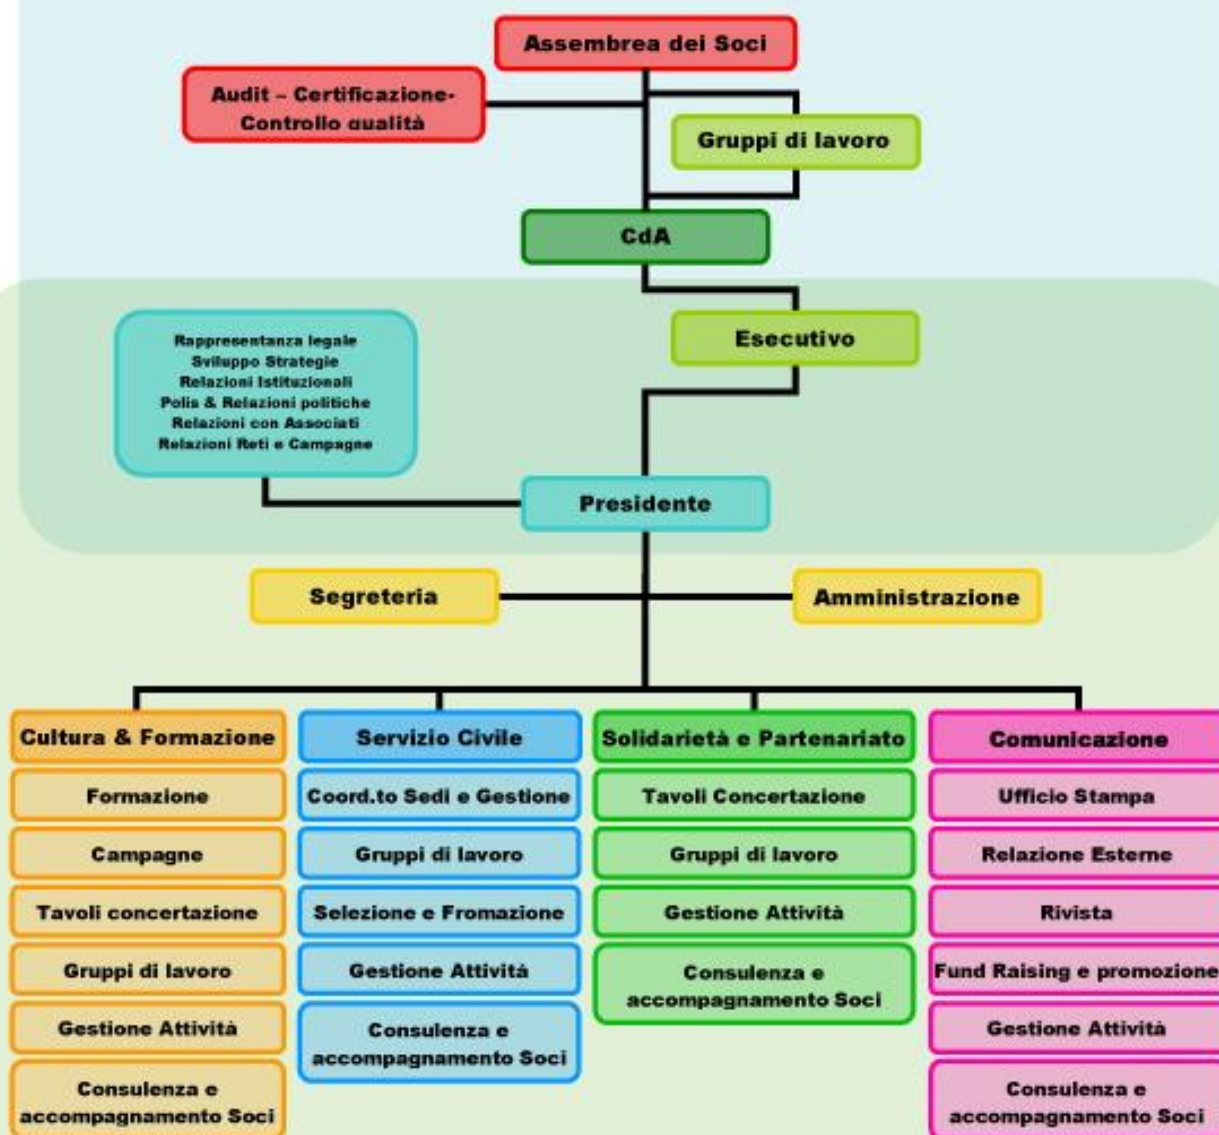 Assembrea dei Soci
Audit – Certificazione-
Controllo qualità
Gruppi di lavoro
CdA
Rappresentanza legale
Sviluppo Strategie
Relazioni Istituzionali
Polis & Relazioni politiche
Relazioni con Associati
Relazioni Reti e Campagne
Esecutivo
Presidente
Segreteria
Amministrazione
Cultura & Formazione
Formazione
Campagne
Tavoli concertazione
Gruppi di lavoro
Gestione Attività
Consulenza e
accompagnamento Soci
Servizio Civile
Coord.to Sedi e Gestione
Gruppi di lavoro
Selezione e Fromazione
Gestione Attività
Consulenza e
accompagnamento Soci
Solidarietà e Partenariato
Tavoli Concertazione
Gruppi di lavoro
Gestione Attività
Consulenza e
accompagnamento Soci
Comunicazione
Ufficio Stampa
Relazione Esterne
Rivista
Fund Raising e promozione
Gestione Attività
Consulenza e
accompagnamento Soci